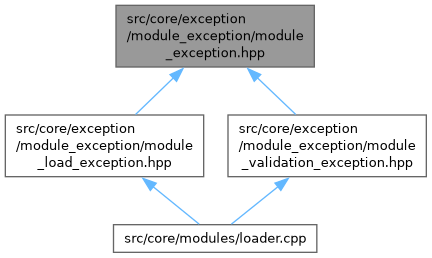 src/core/exception
/module_exception/module
_exception.hpp
src/core/exception
/module_exception/module
_load_exception.hpp
src/core/exception
/module_exception/module
_validation_exception.hpp
src/core/modules/loader.cpp